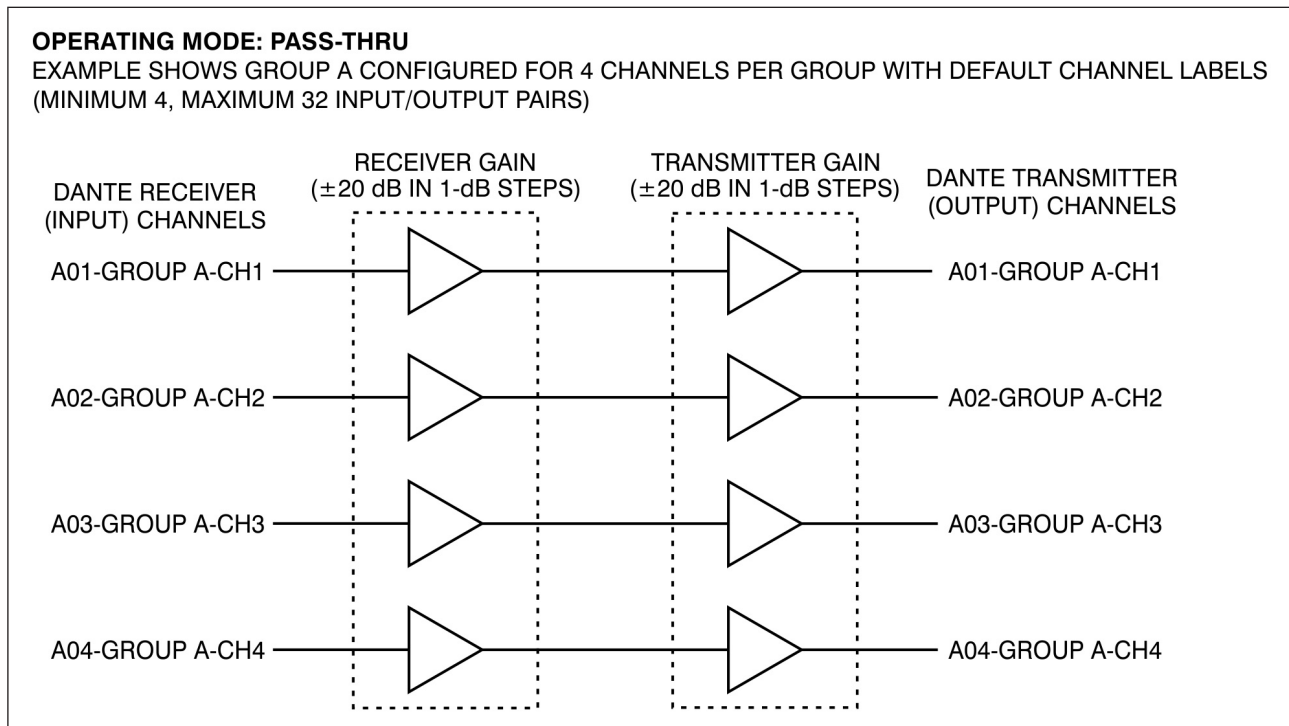 OPERATING MODE: PASS-THRU
EXAMPLE SHOWS GROUP A CONFIGURED FOR 4 CHANNELS PER GROUP WITH DEFAULT CHANNEL LABELS
(MINIMUM 4, MAXIMUM 32 INPUT/OUTPUT PAIRS)
DANTE RECEIVER
(INPUT) CHANNELS
RECEIVER GAIN
(±20 dB IN 1-dB STEPS)
TRANSMITTER GAIN
(±20 dB IN 1-dB STEPS)
DANTE TRANSMITTER
(OUTPUT) CHANNELS
A01-GROUP A-CH1
A01-GROUP A-CH1
A02-GROUP A-CH2
A02-GROUP A-CH2
A03-GROUP A-CH3
A03-GROUP A-CH3
A04-GROUP A-CH4
A04-GROUP A-CH4